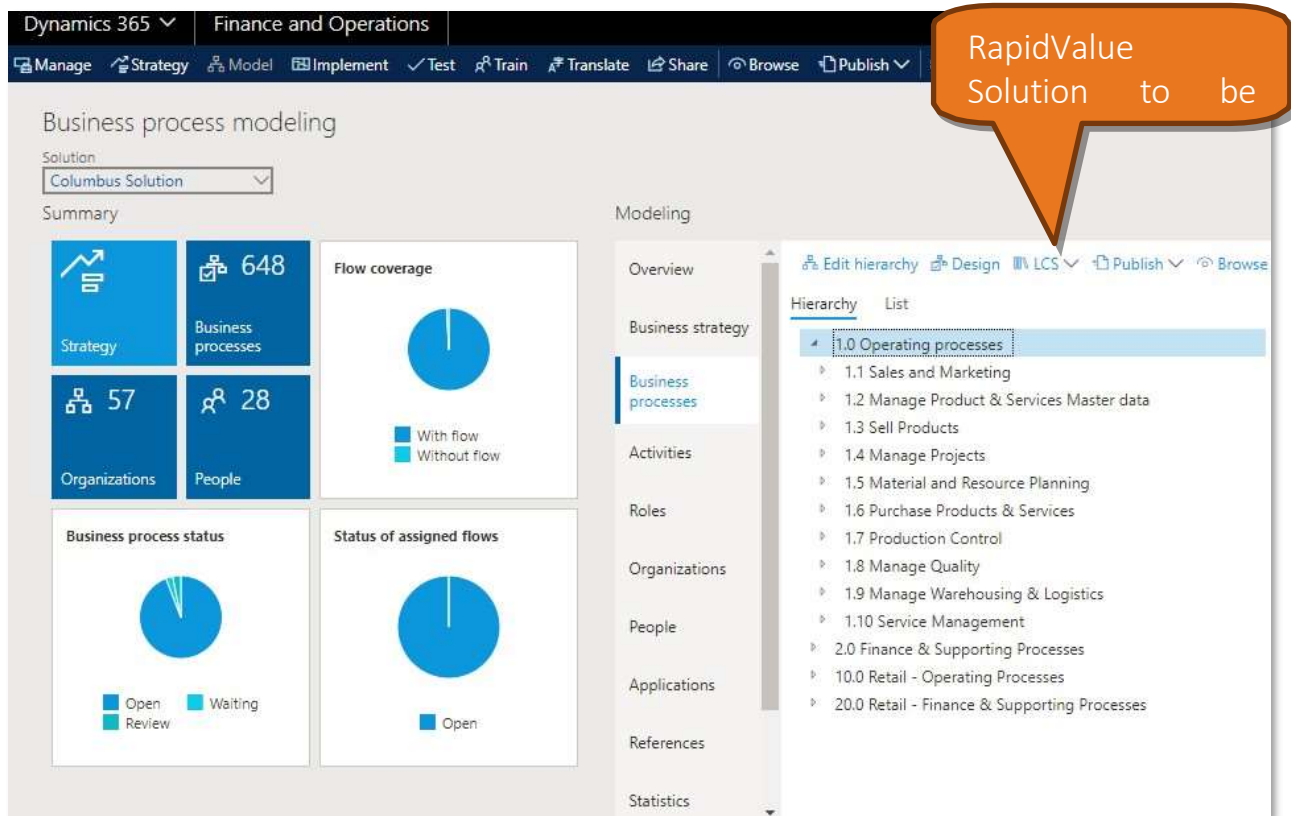 Dynamics 365 Finance and Operations
Manage Strategy Model Implement Test Train Translate Share Browse Publish
RapidValue
Solution to be
Business process modeling
Solution
Columbus Solution
Summary
Modeling
Strategy
648
Business
processes
57
Organizations
28
People
Flow coverage
With flow
Without flow
Business process status
Open Waiting
Review
Status of assigned flows
Open
Overview
Business strategy
Business
processes
Activities
Roles
Organizations
People
Applications
References
Statistics
Edit hierarchy Design LCS Publish Browse
Hierarchy List
1.0 Operating processes
1.1 Sales and Marketing
1.2 Manage Product & Services Master data
1.3 Sell Products
1.4 Manage Projects
1.5 Material and Resource Planning
1.6 Purchase Products & Services
1.7 Production Control
1.8 Manage Quality
1.9 Manage Warehousing & Logistics
1.10 Service Management
2.0 Finance & Supporting Processes
10.0 Retail - Operating Processes
20.0 Retail - Finance & Supporting Processes